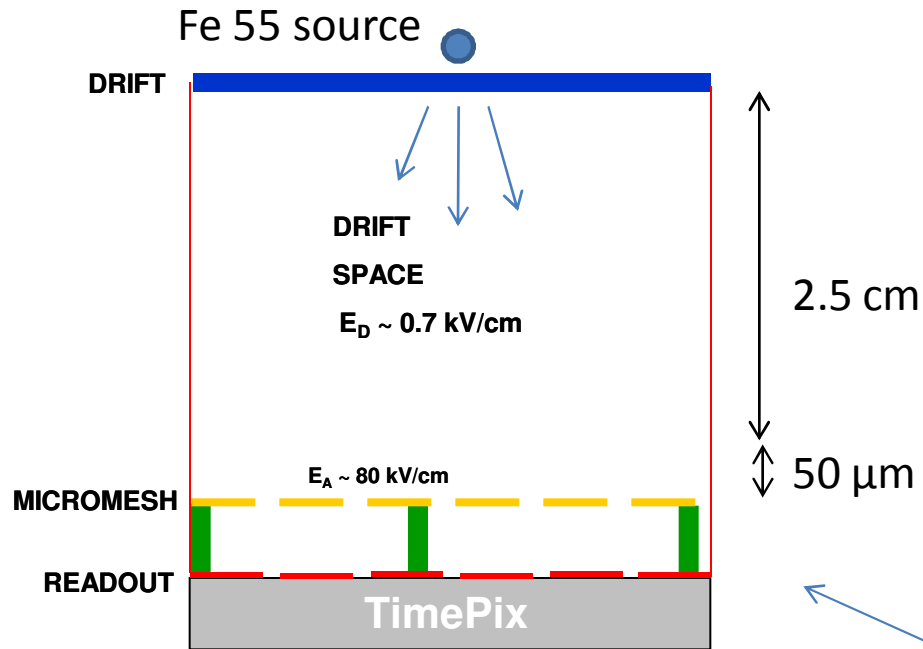 Fe 55 source
DRIFT
DRIFT
SPACE
E_D ~ 0.7 kV/cm
2.5 cm
E_A ~ 80 kV/cm
50 μm
MICROMESH
READOUT
TimePix